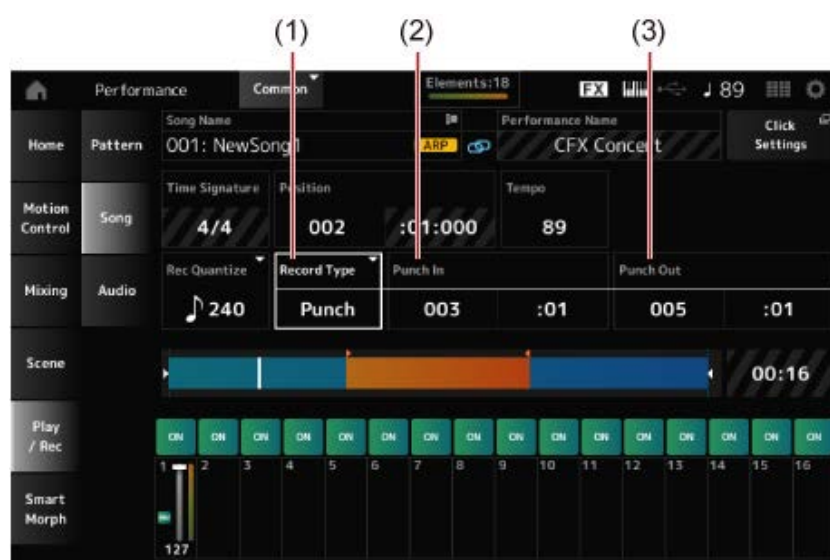 (1) (2) (3)
Performance Common Elements:18 FX 89
Home Pattern Song Name Performance Name Click Settings
001: NewSong1 ARP CFX Concert
Time Signature Position Tempo
Motion Control Song 4/4 002 :01:000 89
Rec Quantize Record Type Punch In Punch Out
Mixing Audio 240 Punch 003 :01 005 :01
Scene 00:16
Play / Rec ON ON ON ON ON ON ON ON ON ON ON ON ON ON ON ON
1 2 3 4 5 6 7 8 9 10 11 12 13 14 15 16
Smart Morph
127